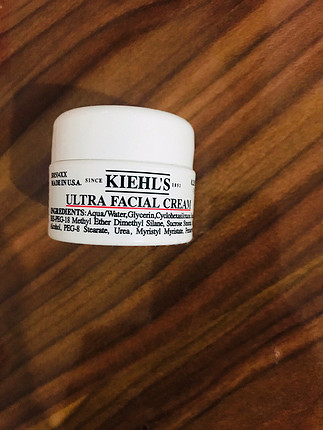 MADE IN U.S.A.
SINCE KIEHL'S 1851
ULTRA FACIAL CREAM
INGREDIENTS: Aqua/Water, Glycerin, Cyclohexasiloxane,
BIS-PEG-18 Methyl Ether Dimethyl Silane, Sucrose
Alcohol, PEG-8 Stearate, Urea, Myristyl Myristate,